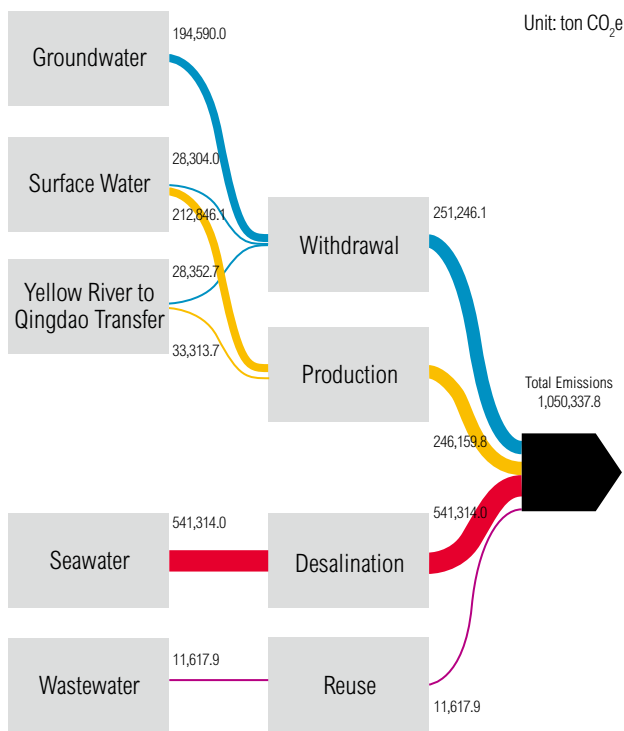 Unit: ton CO₂e
194,590.0
Groundwater
28,304.0
Surface Water
212,846.1
28,352.7
Yellow River to
Qingdao Transfer
33,313.7
Withdrawal
251,246.1
Production
246,159.8
Total Emissions
1,050,337.8
541,314.0
Seawater
Desalination
541,314.0
11,617.9
Wastewater
Reuse
11,617.9